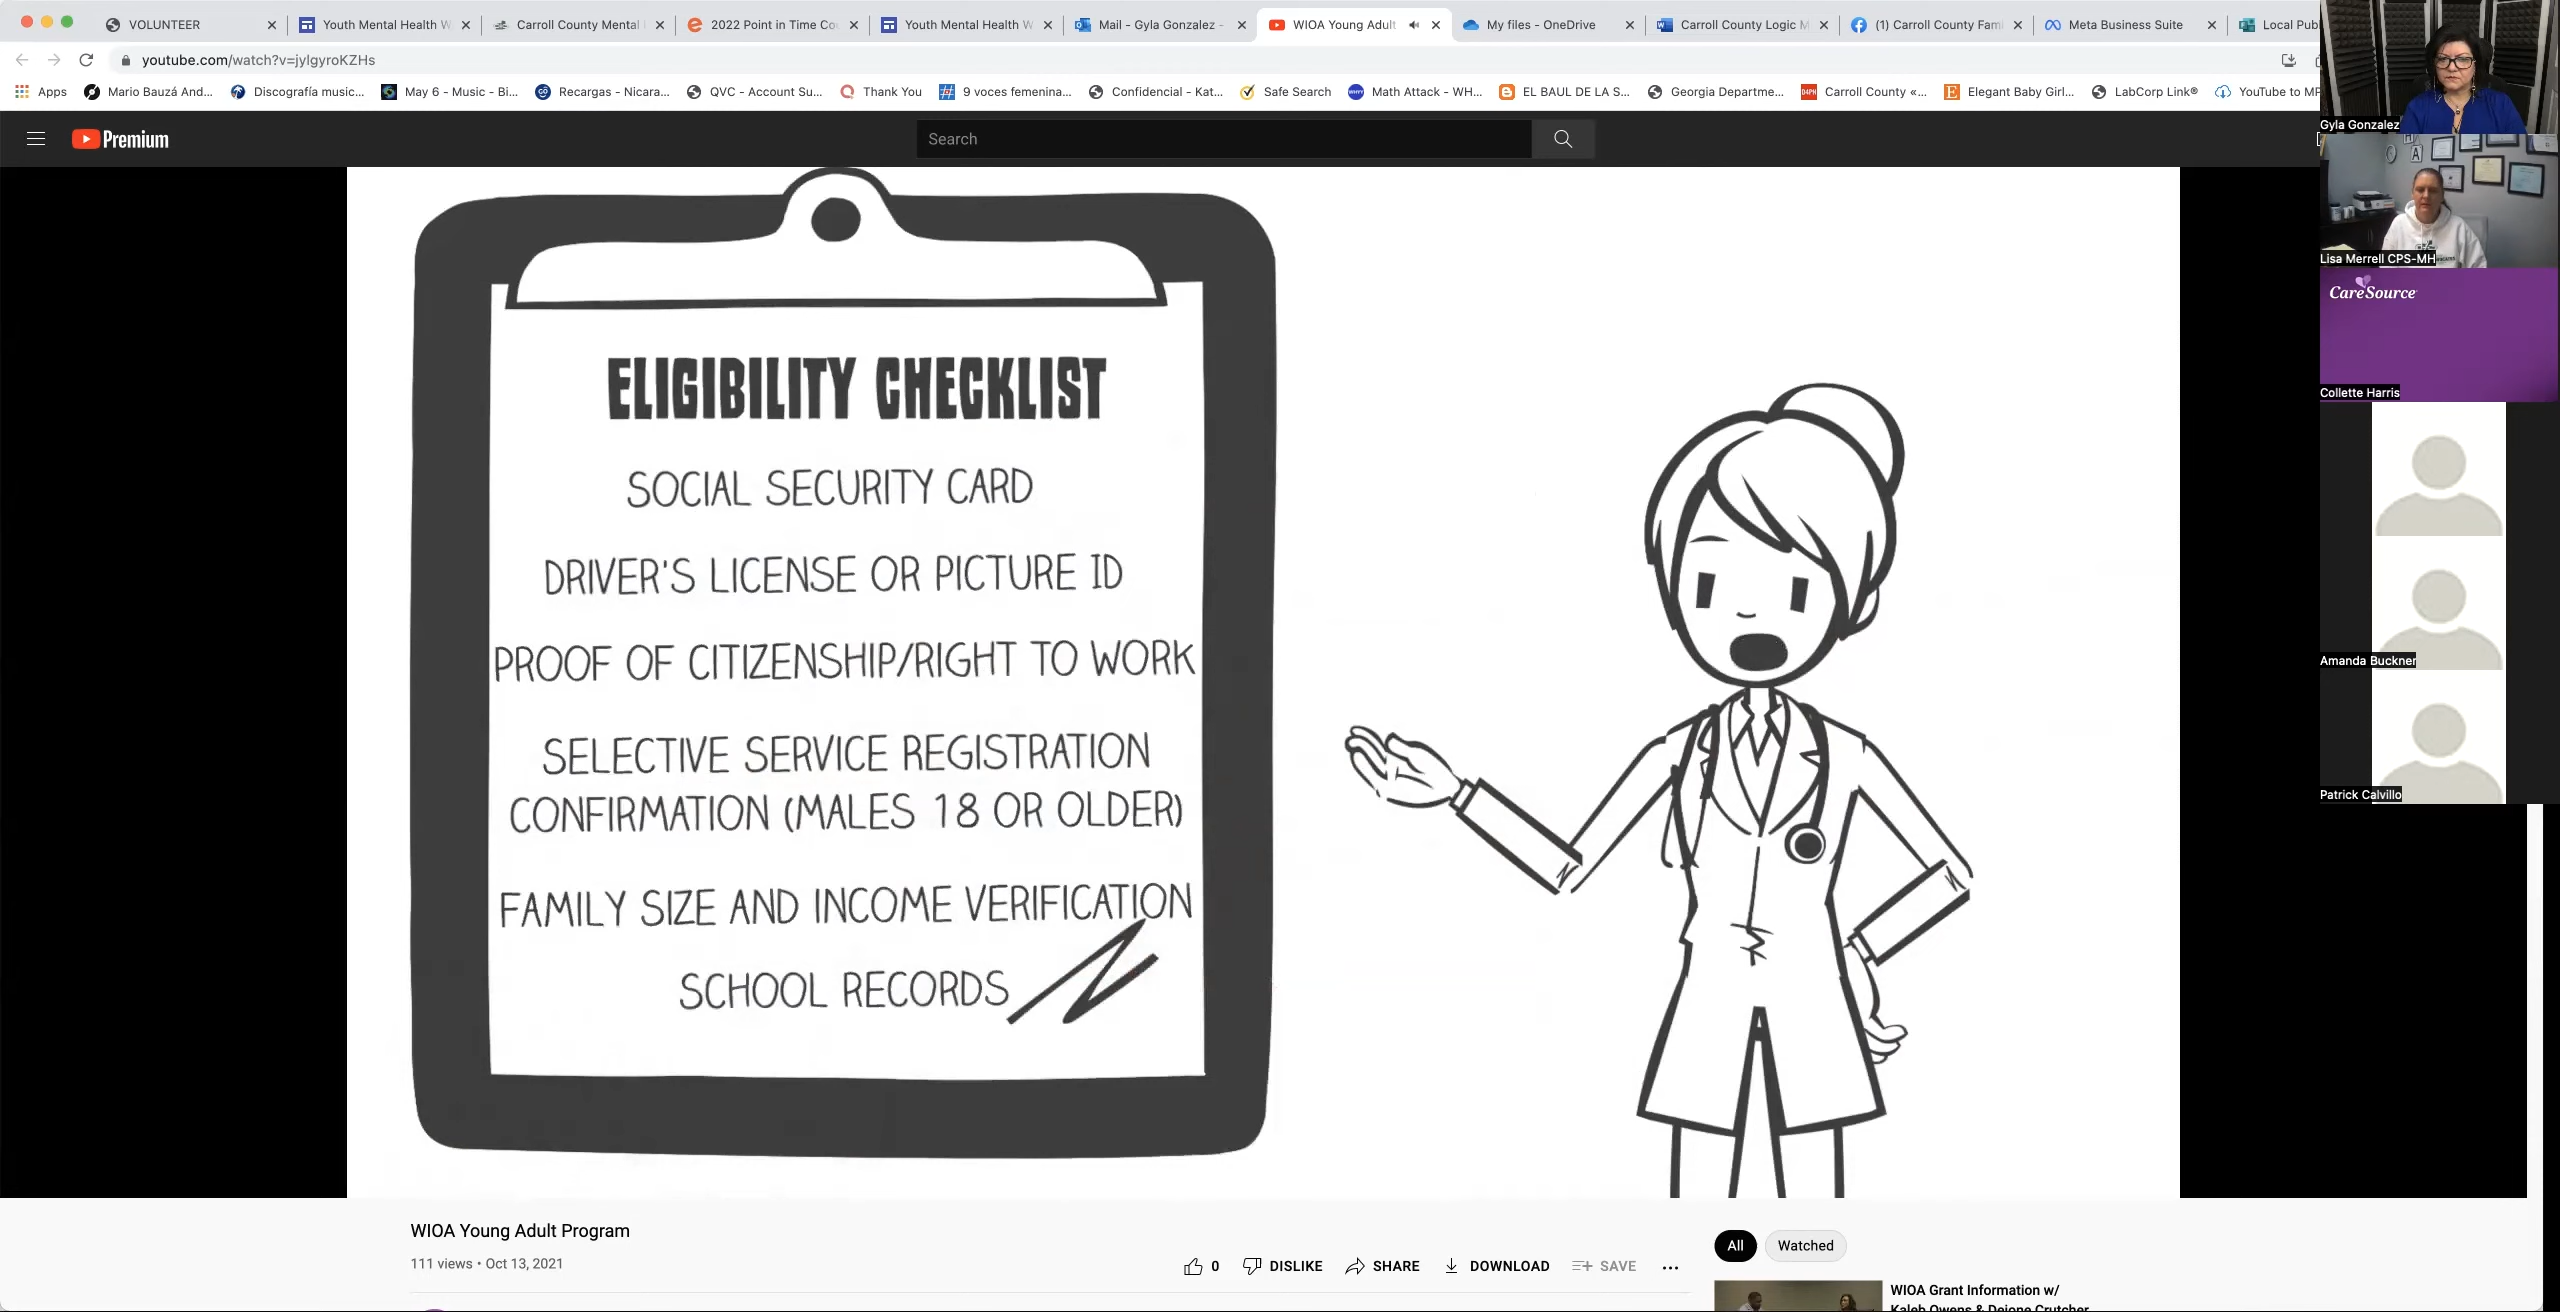 VOLUNTEER
Youth Mental Health W
Carroll County Mental
2022 Point in Time Cou
Youth Mental Health W
Mail - Gyla Gonzalez -
WIOA Young Adult
My files - OneDrive
Carroll County Logic M
(1) Carroll County Fami
Meta Business Suite
Local Pub
youtube.com/watch?v=jylgyroKZHs
Apps
Mario Bauzá And...
Discografía music...
May 6 - Music - Bi...
Recargas - Nicara...
QVC - Account Su...
Thank You
9 voces femenina...
Confidencial - Kat...
Safe Search
Math Attack - WH...
EL BAUL DE LA S...
Georgia Departme...
Carroll County «...
Elegant Baby Girl...
LabCorp Link®
YouTube to MP
Premium
Search
ELIGIBILITY CHECKLIST
SOCIAL SECURITY CARD
DRIVER'S LICENSE OR PICTURE ID
PROOF OF CITIZENSHIP/RIGHT TO WORK
SELECTIVE SERVICE REGISTRATION
CONFIRMATION (MALES 18 OR OLDER)
FAMILY SIZE AND INCOME VERIFICATION
SCHOOL RECORDS
Gyla Gonzalez
Lisa Merrell CPS-MH
CareSource
Collette Harris
Amanda Buckner
Patrick Calvillo
WIOA Young Adult Program
111 views • Oct 13, 2021
0
DISLIKE
SHARE
DOWNLOAD
SAVE
All
Watched
WIOA Grant Information w/
Kaleb Owens & Dejone Crutcher